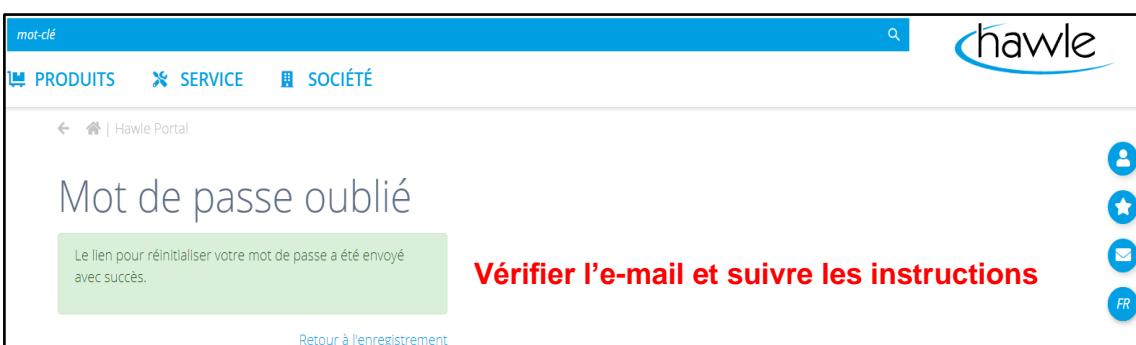 mot-clé
hawle
PRODUITS SERVICE SOCIÉTÉ
| Hawle Portal
Mot de passe oublié
Le lien pour réinitialiser votre mot de passe a été envoyé
avec succès.
Vérifier l’e-mail et suivre les instructions
FR
Retour à l'enregistrement